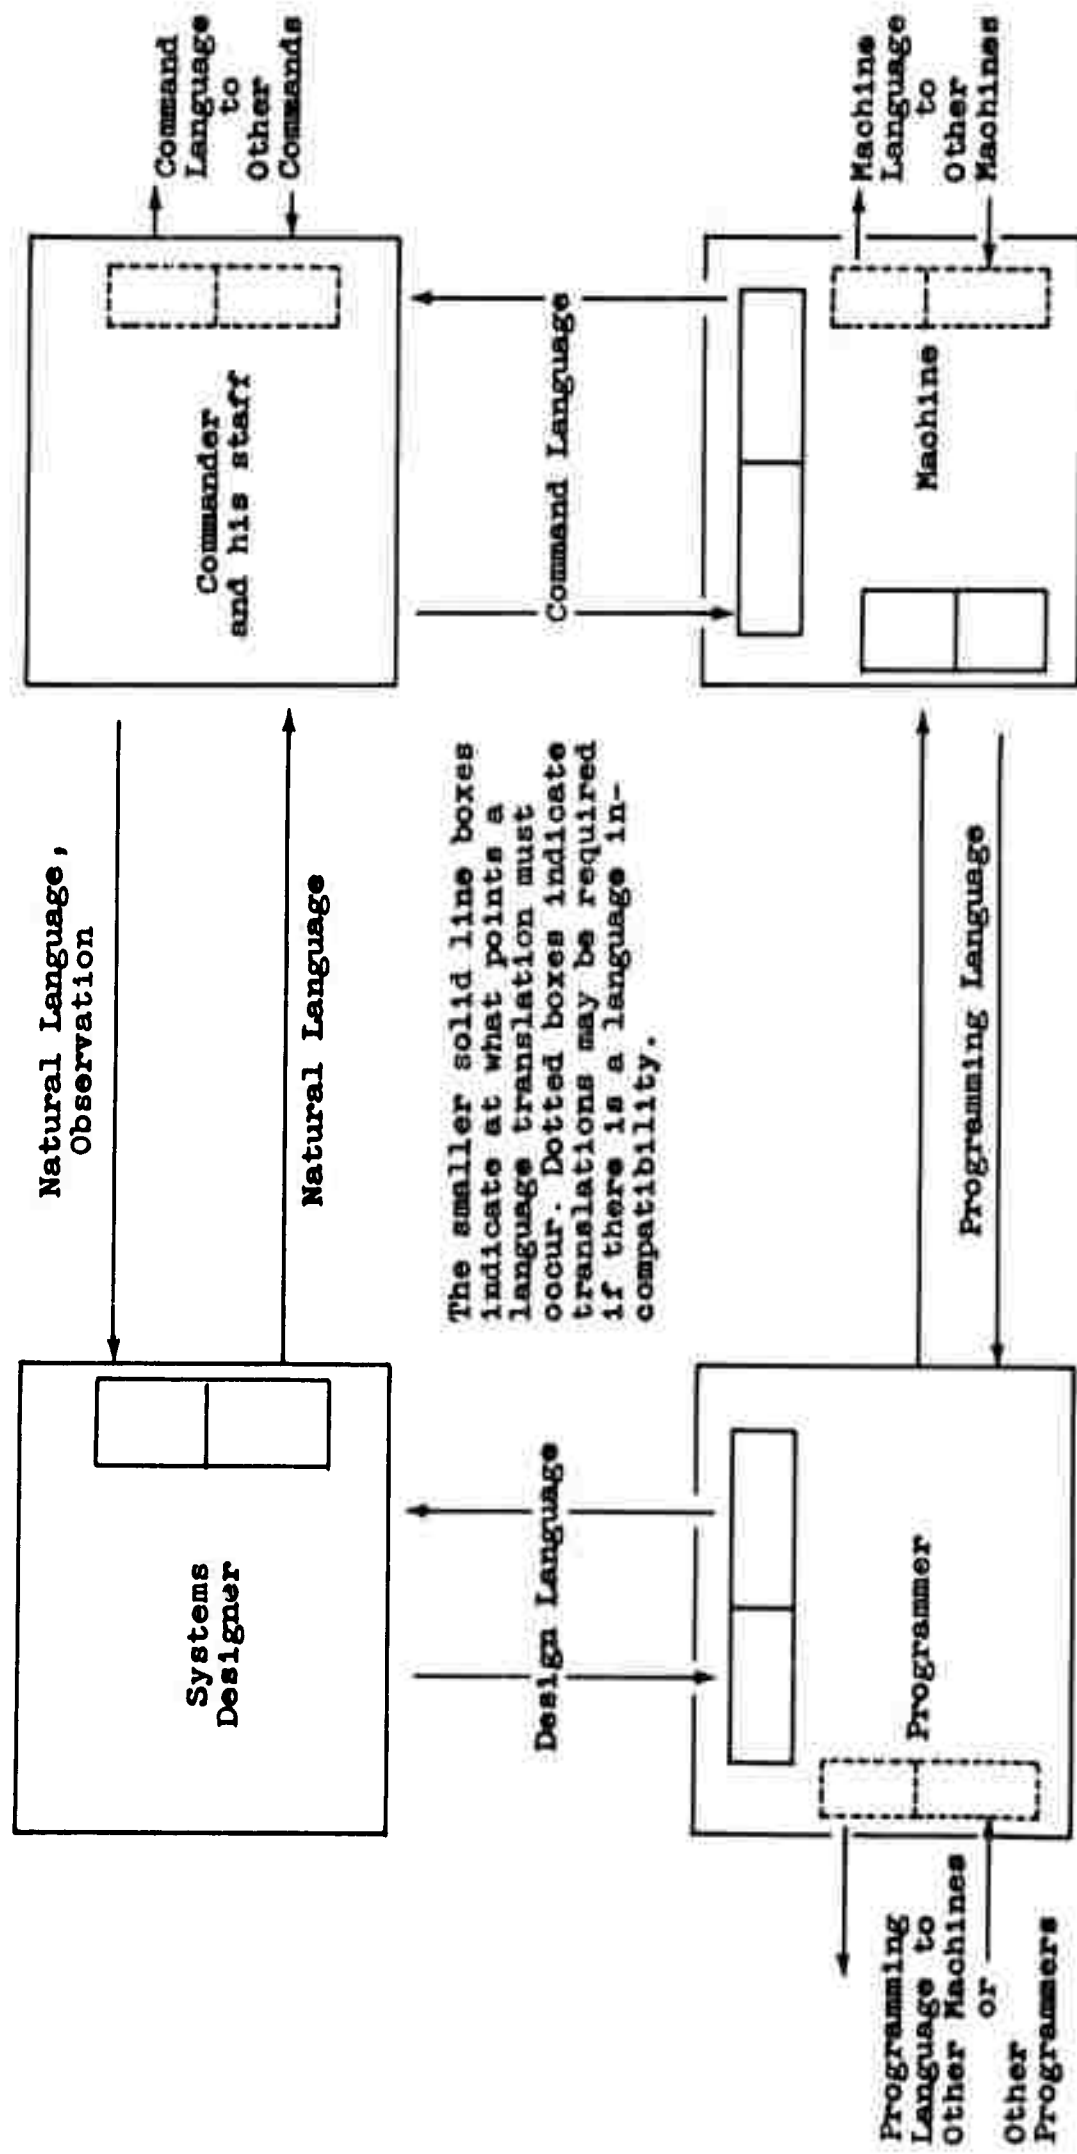 Natural Language,
Observation
Natural Language
Systems
Designer
Commander
and his staff
Command
Language
to
Other
Commands
Design Language
The smaller solid line boxes
indicate at what points a
language translation must
occur. Dotted boxes indicate
translations may be required
if there is a language in-
compatibility.
Command Language
Programming
Language to
Other Machines
or
Other
Programmers
Programmer
Programming Language
Machine
Machine
Language
to
Other
Machines